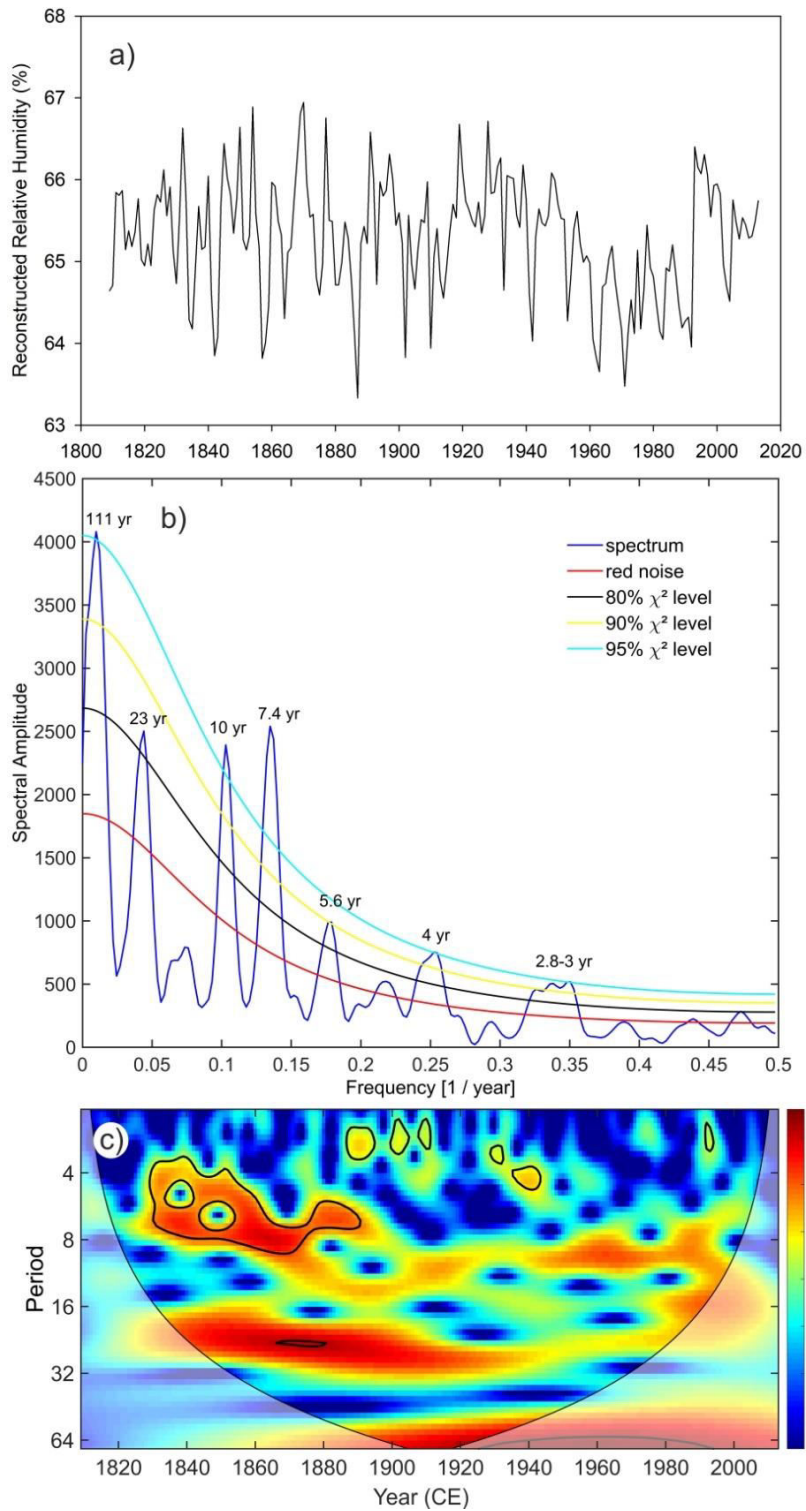 a)
Reconstructed Relative Humidity (%)
68
67
66
65
64
63
1800 1820 1840 1860 1880 1900 1920 1940 1960 1980 2000 2020
b)
Spectral Amplitude
4500
4000
3500
3000
2500
2000
1500
1000
500
0
111 yr
23 yr
10 yr
7.4 yr
5.6 yr
4 yr
2.8-3 yr
spectrum
red noise
80% χ² level
90% χ² level
95% χ² level
0 0.05 0.1 0.15 0.2 0.25 0.3 0.35 0.4 0.45 0.5
Frequency [1 / year]
c)
Period
4
8
16
32
64
1820 1840 1860 1880 1900 1920 1940 1960 1980 2000
Year (CE)